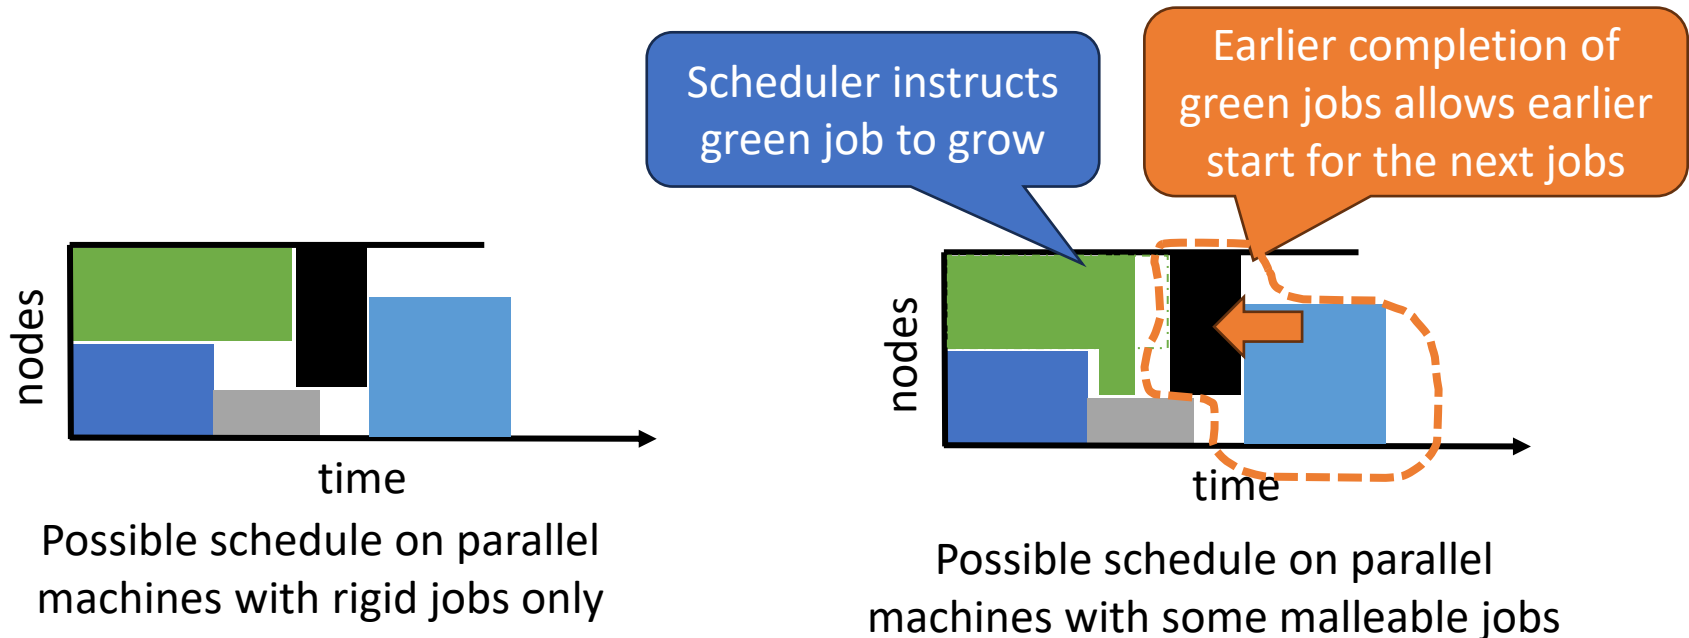 Scheduler instructs
green job to grow
Earlier completion of
green jobs allows earlier
start for the next jobs
nodes
time
Possible schedule on parallel
machines with rigid jobs only
nodes
time
Possible schedule on parallel
machines with some malleable jobs